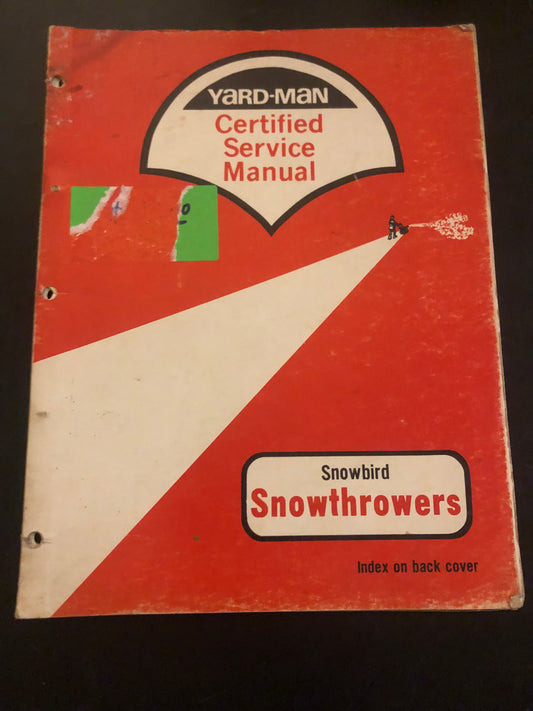 YARD-MAN
Certified
Service
Manual
Snowbird
Snowthrowers
Index on back cover